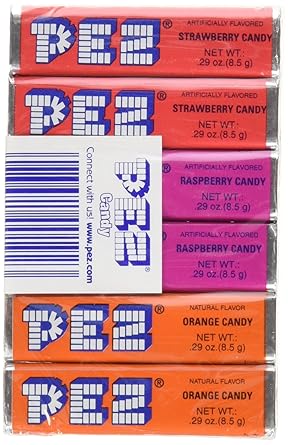 PEZ®
ARTIFICIALLY FLAVORED
STRAWBERRY CANDY
NET WT.:
.29 oz.(8.5 g)
PEZ®
ARTIFICIALLY FLAVORED
STRAWBERRY CANDY
NET WT.:
.29 oz.(8.5 g)
PEZ®
Candy
Connect with us! www.pez.com
ARTIFICIALLY FLAVORED
RASPBERRY CANDY
NET WT.:
.29 oz.(8.5 g)
ARTIFICIALLY FLAVORED
RASPBERRY CANDY
NET WT.:
.29 oz.(8.5 g)
PEZ®
NATURAL FLAVOR
ORANGE CANDY
NET WT.:
.29 oz.(8.5 g)
PEZ®
NATURAL FLAVOR
ORANGE CANDY
NET WT.:
.29 oz.(8.5 g)